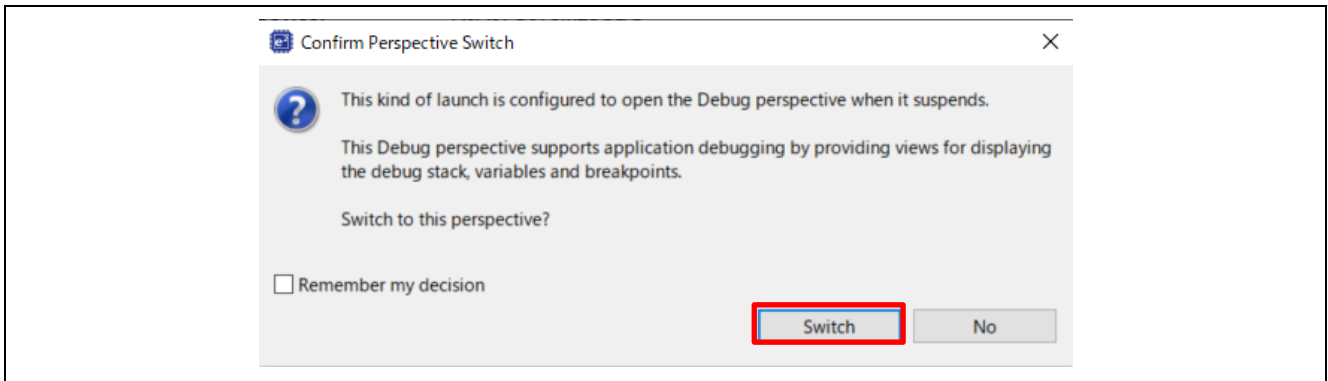 Confirm Perspective Switch
This kind of launch is configured to open the Debug perspective when it suspends.
This Debug perspective supports application debugging by providing views for displaying
the debug stack, variables and breakpoints.
Switch to this perspective?
Remember my decision
Switch No